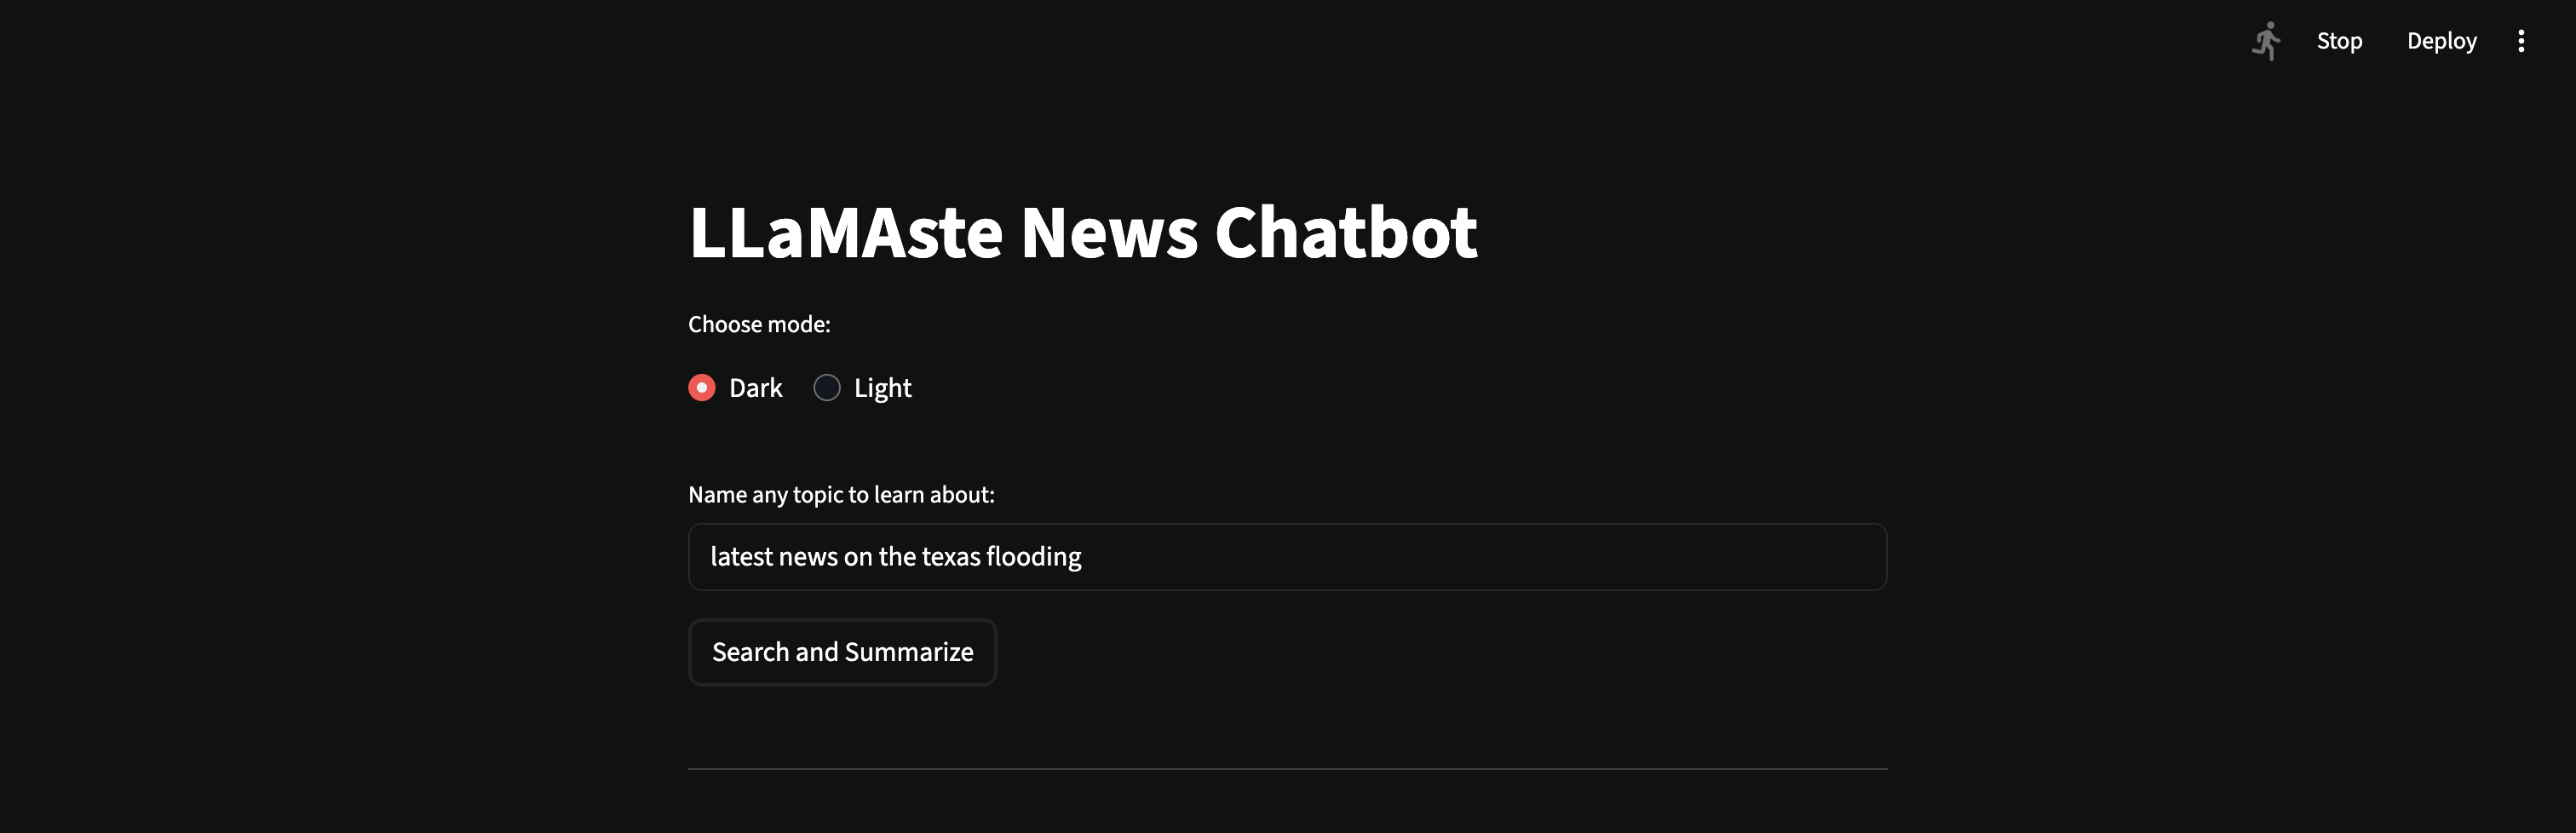 Stop Deploy
LLaMAste News Chatbot
Choose mode:
Dark Light
Name any topic to learn about:
latest news on the texas flooding
Search and Summarize